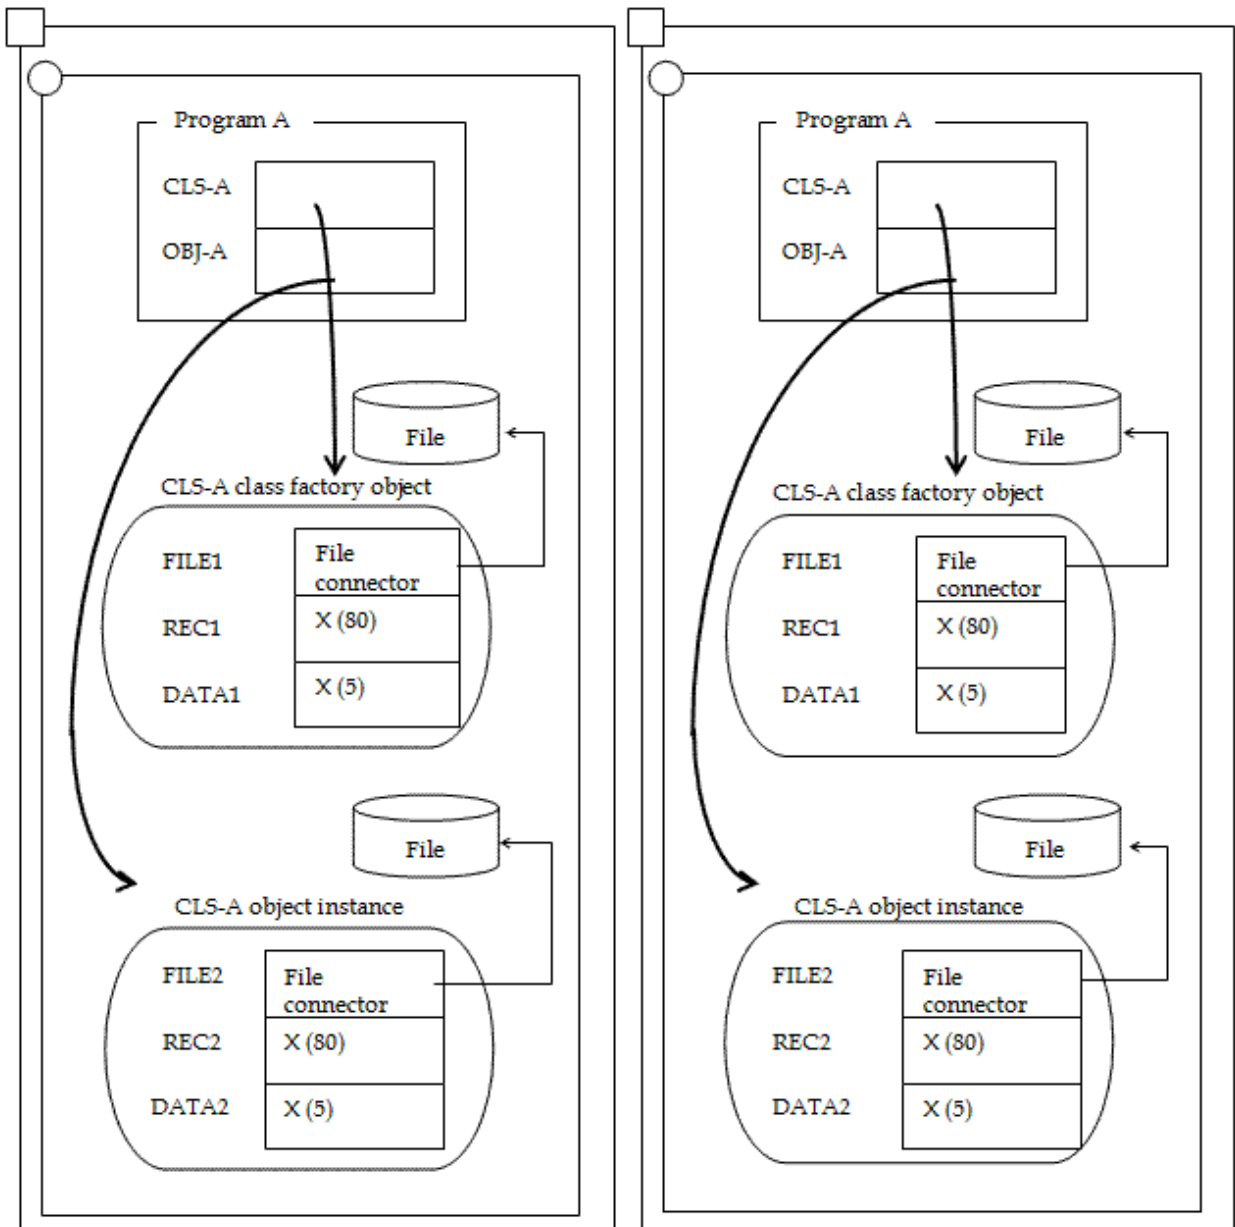 Program A
CLS-A
OBJ-A
File
CLS-A class factory object
FILE1
File
connector
REC1
X (80)
DATA1
X (5)
File
CLS-A object instance
FILE2
File
connector
REC2
X (80)
DATA2
X (5)
Program A
CLS-A
OBJ-A
File
CLS-A class factory object
FILE1
File
connector
REC1
X (80)
DATA1
X (5)
File
CLS-A object instance
FILE2
File
connector
REC2
X (80)
DATA2
X (5)